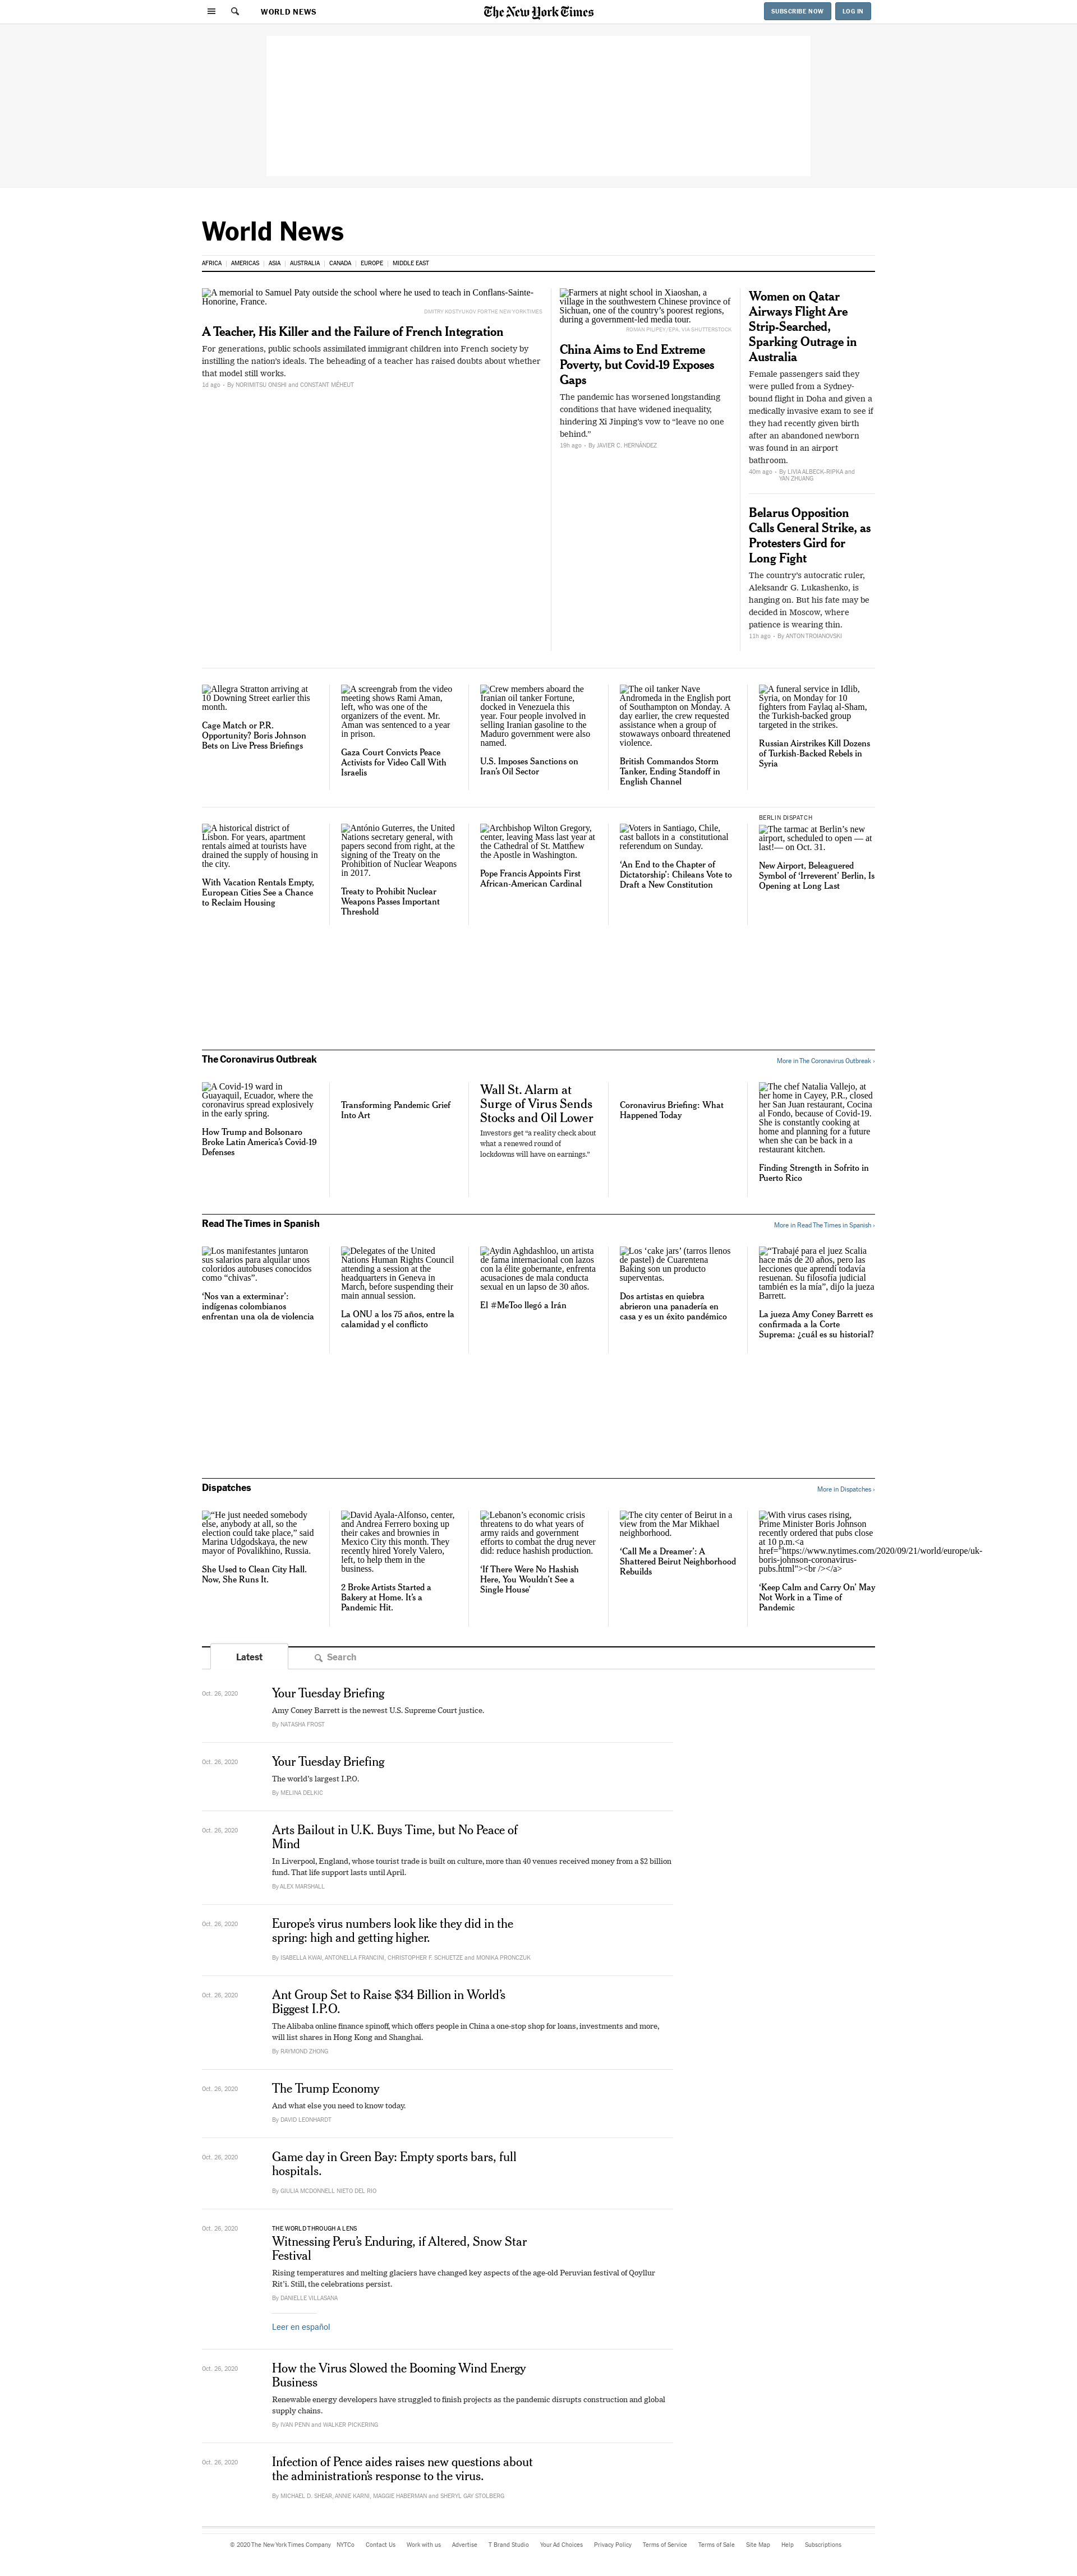 WORLD NEWS
The New York Times
SUBSCRIBE NOW
LOG IN
World News
AFRICA
AMERICAS
ASIA
AUSTRALIA
CANADA
EUROPE
MIDDLE EAST
A memorial to Samuel Paty outside the school where he used to teach in Conflans-Sainte-
Honorine, France.
DMITRY KOSTYUKOV FOR THE NEW YORK TIMES
A Teacher, His Killer and the Failure of French Integration
For generations, public schools assimilated immigrant children into French society by
instilling the nation's ideals. The beheading of a teacher has raised doubts about whether
that model still works.
1d ago • By NORIMITSU ONISHI and CONSTANT MÉHEUT
Farmers at night school in Xiaoshan, a
village in the southwestern Chinese province of
Sichuan, one of the country's poorest regions,
during a government-led media tour.
ROMAN PILIPEY/EPA, VIA SHUTTERSTOCK
China Aims to End Extreme
Poverty, but Covid-19 Exposes
Gaps
The pandemic has worsened longstanding
conditions that have widened inequality,
hindering Xi Jinping's vow to "leave no one
behind."
19h ago • By JAVIER C. HERNÁNDEZ
Women on Qatar
Airways Flight Are
Strip-Searched,
Sparking Outrage in
Australia
Female passengers said they
were pulled from a Sydney-
bound flight in Doha and given a
medically invasive exam to see if
they had recently given birth
after an abandoned newborn
was found in an airport
bathroom.
40m ago • By LIVIA ALBECK-RIPKA and
YAN ZHUANG
Belarus Opposition
Calls General Strike, as
Protesters Gird for
Long Fight
The country's autocratic ruler,
Aleksandr G. Lukashenko, is
hanging on. But his fate may be
decided in Moscow, where
patience is wearing thin.
11h ago • By ANTON TROIANOVSKI
Allegra Stratton arriving at
10 Downing Street earlier this
month.
Cage Match or P.R.
Opportunity? Boris Johnson
Bets on Live Press Briefings
A screengrab from the video
meeting shows Rami Aman,
left, who was one of the
organizers of the event. Mr.
Aman was sentenced to a year
in prison.
Gaza Court Convicts Peace
Activists for Video Call With
Israelis
Crew members aboard the
Iranian oil tanker Fortune,
docked in Venezuela this
year. Four people involved in
selling Iranian gasoline to the
Maduro government were also
named.
U.S. Imposes Sanctions on
Iran's Oil Sector
The oil tanker Nave
Andromeda in the English port
of Southampton on Monday. A
day earlier, the crew requested
assistance when a group of
stowaways onboard threatened
violence.
British Commandos Storm
Tanker, Ending Standoff in
English Channel
A funeral service in Idlib,
Syria, on Monday for 10
fighters from Faylaq al-Sham,
the Turkish-backed group
targeted in the strikes.
Russian Airstrikes Kill Dozens
of Turkish-Backed Rebels in
Syria
A historical district of
Lisbon. For years, apartment
rentals aimed at tourists have
drained the supply of housing in
the city.
With Vacation Rentals Empty,
European Cities See a Chance
to Reclaim Housing
António Guterres, the United
Nations secretary general, with
papers second from right, at the
signing of the Treaty on the
Prohibition of Nuclear Weapons
in 2017.
Treaty to Prohibit Nuclear
Weapons Passes Important
Threshold
Archbishop Wilton Gregory,
center, leaving Mass last year at
the Cathedral of St. Matthew
the Apostle in Washington.
Pope Francis Appoints First
African-American Cardinal
Voters in Santiago, Chile,
cast ballots in a constitutional
referendum on Sunday.
'An End to the Chapter of
Dictatorship': Chileans Vote to
Draft a New Constitution
BERLIN DISPATCH
The tarmac at Berlin's new
airport, scheduled to open — at
last!— on Oct. 31.
New Airport, Beleaguered
Symbol of 'Irreverent' Berlin, Is
Opening at Long Last
The Coronavirus Outbreak
More in The Coronavirus Outbreak ›
A Covid-19 ward in
Guayaquil, Ecuador, where the
coronavirus spread explosively
in the early spring.
How Trump and Bolsonaro
Broke Latin America's Covid-19
Defenses
Transforming Pandemic Grief
Into Art
Wall St. Alarm at
Surge of Virus Sends
Stocks and Oil Lower
Investors get "a reality check about
what a renewed round of
lockdowns will have on earnings."
Coronavirus Briefing: What
Happened Today
The chef Natalia Vallejo, at
her home in Cayey, P.R., closed
her San Juan restaurant, Cocina
al Fondo, because of Covid-19.
She is constantly cooking at
home and planning for a future
when she can be back in a
restaurant kitchen.
Finding Strength in Sofrito in
Puerto Rico
Read The Times in Spanish
More in Read The Times in Spanish ›
Los manifestantes juntaron
sus salarios para alquilar unos
coloridos autobuses conocidos
como "chivas".
'Nos van a exterminar':
indígenas colombianos
enfrentan una ola de violencia
Delegates of the United
Nations Human Rights Council
attending a session at the
headquarters in Geneva in
March, before suspending their
main annual session.
La ONU a los 75 años, entre la
calamidad y el conflicto
Aydin Aghdashloo, un artista
de fama internacional con lazos
con la élite gobernante, enfrenta
acusaciones de mala conducta
sexual en un lapso de 30 años.
El #MeToo llegó a Irán
Los 'cake jars' (tarros llenos
de pastel) de Cuarentena
Baking son un producto
superventas.
Dos artistas en quiebra
abrieron una panadería en
casa y es un éxito pandémico
"Trabajé para el juez Scalia
hace más de 20 años, pero las
lecciones que aprendí todavía
resuenan. Su filosofía judicial
también es la mía", dijo la jueza
Barrett.
La jueza Amy Coney Barrett es
confirmada a la Corte
Suprema: ¿cuál es su historial?
Dispatches
More in Dispatches ›
"He just needed somebody
else, anybody at all, so the
election could take place," said
Marina Udgodskaya, the new
mayor of Povalikhino, Russia.
She Used to Clean City Hall.
Now, She Runs It.
David Ayala-Alfonso, center,
and Andrea Ferrero boxing up
their cakes and brownies in
Mexico City this month. They
recently hired Yorely Valero,
left, to help them in the
business.
2 Broke Artists Started a
Bakery at Home. It's a
Pandemic Hit.
Lebanon's economic crisis
threatens to do what years of
army raids and government
efforts to combat the drug never
did: reduce hashish production.
'If There Were No Hashish
Here, You Wouldn't See a
Single House'
The city center of Beirut in a
view from the Mar Mikhael
neighborhood.
'Call Me a Dreamer': A
Shattered Beirut Neighborhood
Rebuilds
With virus cases rising,
Prime Minister Boris Johnson
recently ordered that pubs close
at 10 p.m.<a
href="https://www.nytimes.com/2020/09/21/world/europe/uk-
boris-johnson-coronavirus-
pubs.html"><br /></a>
'Keep Calm and Carry On' May
Not Work in a Time of
Pandemic
Latest
Search
Oct. 26, 2020
Your Tuesday Briefing
Amy Coney Barrett is the newest U.S. Supreme Court justice.
By NATASHA FROST
Oct. 26, 2020
Your Tuesday Briefing
The world's largest I.P.O.
By MELINA DELKIC
Oct. 26, 2020
Arts Bailout in U.K. Buys Time, but No Peace of
Mind
In Liverpool, England, whose tourist trade is built on culture, more than 40 venues received money from a $2 billion
fund. That life support lasts until April.
By ALEX MARSHALL
Oct. 26, 2020
Europe's virus numbers look like they did in the
spring: high and getting higher.
By ISABELLA KWAI, ANTONELLA FRANCINI, CHRISTOPHER F. SCHUETZE and MONIKA PRONCZUK
Oct. 26, 2020
Ant Group Set to Raise $34 Billion in World's
Biggest I.P.O.
The Alibaba online finance spinoff, which offers people in China a one-stop shop for loans, investments and more,
will list shares in Hong Kong and Shanghai.
By RAYMOND ZHONG
Oct. 26, 2020
The Trump Economy
And what else you need to know today.
By DAVID LEONHARDT
Oct. 26, 2020
Game day in Green Bay: Empty sports bars, full
hospitals.
By GIULIA MCDONNELL NIETO DEL RIO
Oct. 26, 2020
THE WORLD THROUGH A LENS
Witnessing Peru's Enduring, if Altered, Snow Star
Festival
Rising temperatures and melting glaciers have changed key aspects of the age-old Peruvian festival of Qoyllur
Rit'i. Still, the celebrations persist.
By DANIELLE VILLASANA
Leer en español
Oct. 26, 2020
How the Virus Slowed the Booming Wind Energy
Business
Renewable energy developers have struggled to finish projects as the pandemic disrupts construction and global
supply chains.
By IVAN PENN and WALKER PICKERING
Oct. 26, 2020
Infection of Pence aides raises new questions about
the administration's response to the virus.
By MICHAEL D. SHEAR, ANNIE KARNI, MAGGIE HABERMAN and SHERYL GAY STOLBERG
© 2020 The New York Times Company
NYTCo
Contact Us
Work with us
Advertise
T Brand Studio
Your Ad Choices
Privacy Policy
Terms of Service
Terms of Sale
Site Map
Help
Subscriptions